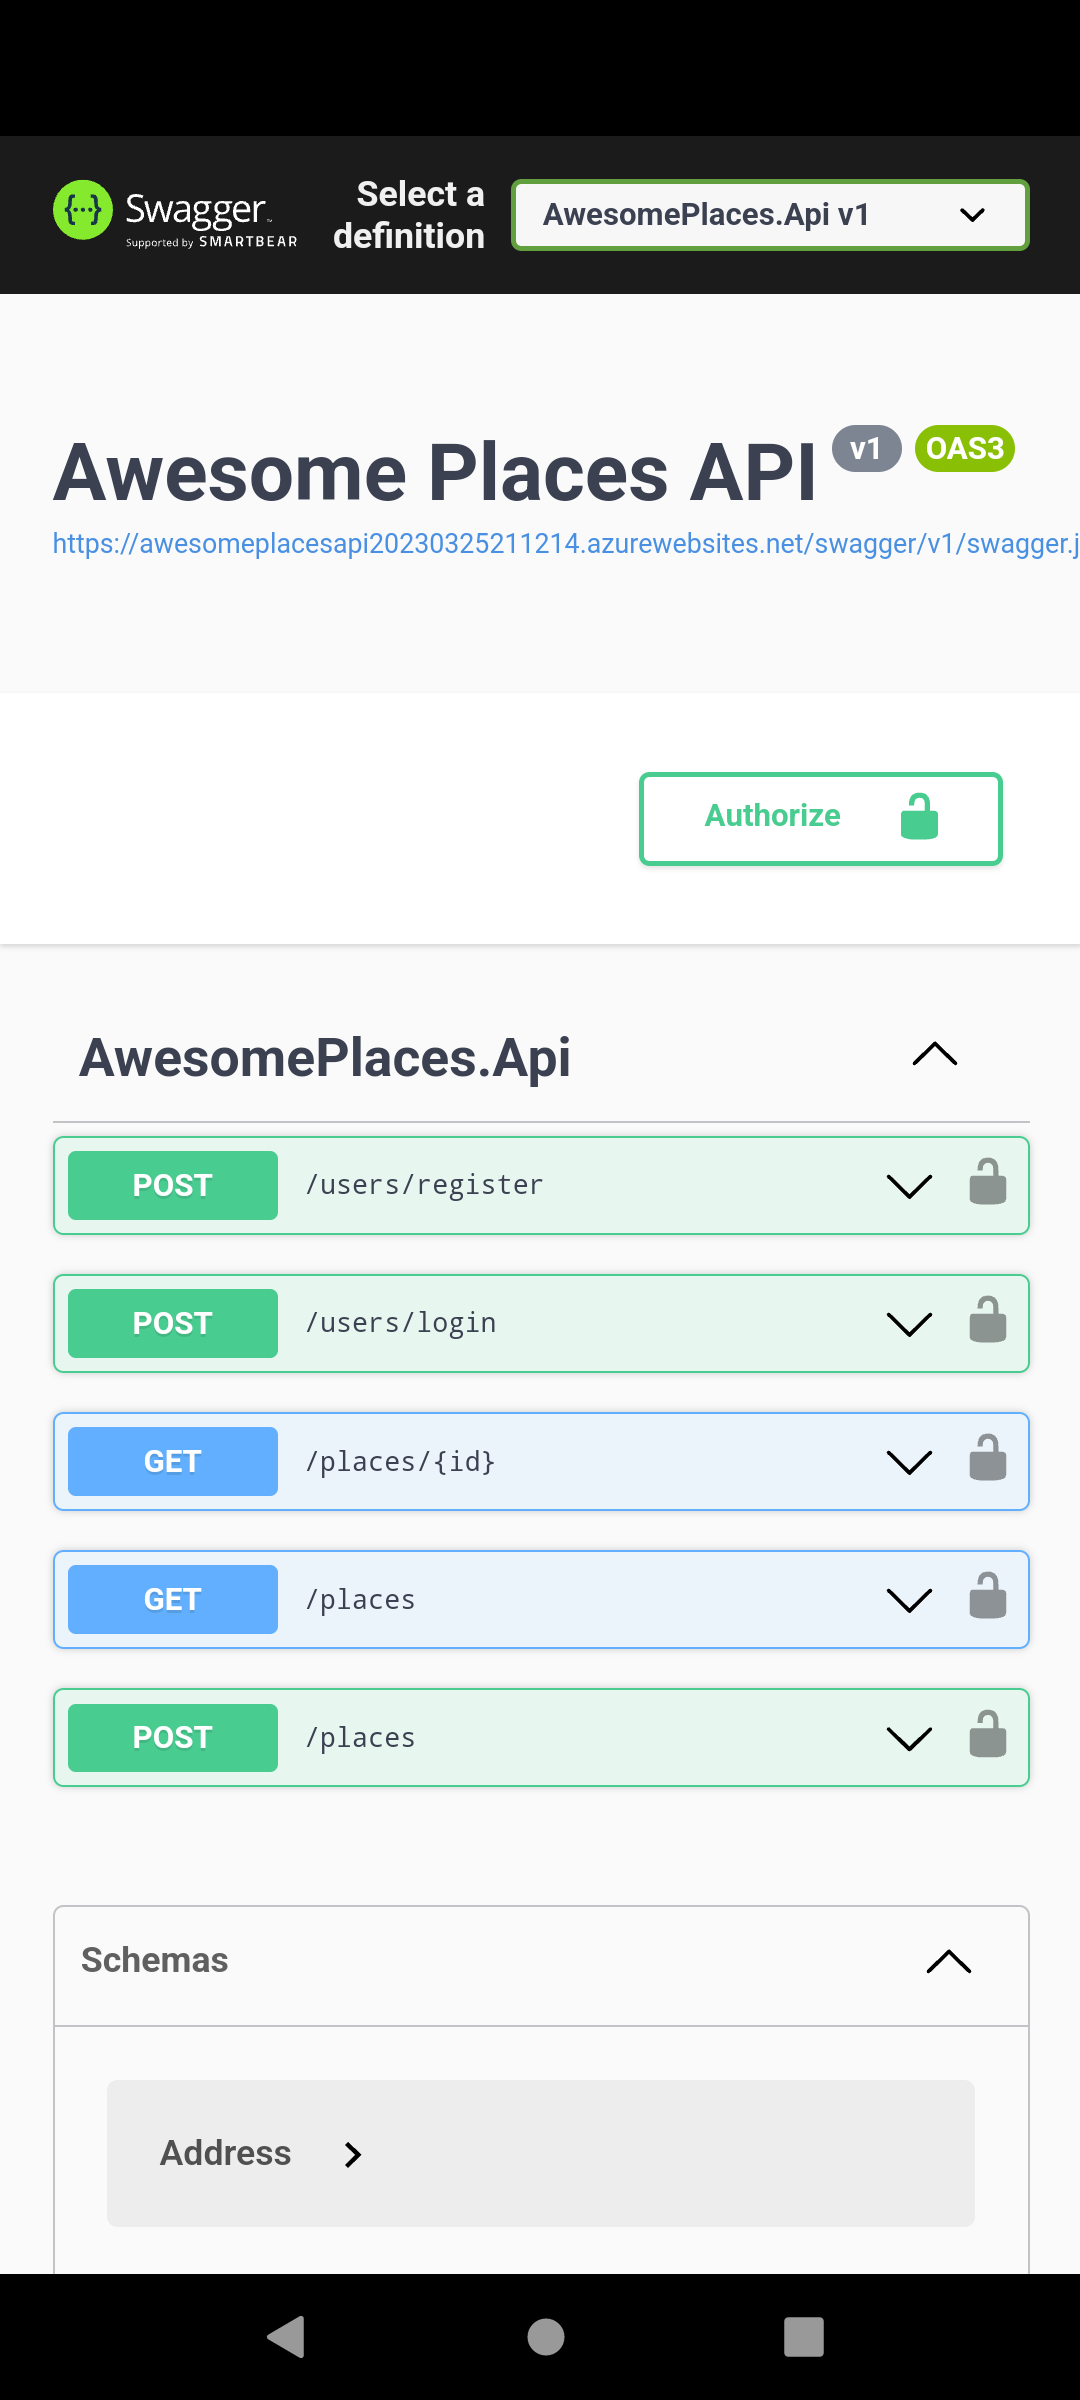 Swagger
Supported by SMARTBEAR
Select a
definition
AwesomePlaces.Api v1
Awesome Places API v1 OAS3
https://awesomeplacesapi20230325211214.azurewebsites.net/swagger/v1/swagger.j
Authorize
AwesomePlaces.Api
POST /users/register
POST /users/login
GET /places/{id}
GET /places
POST /places
Schemas
Address